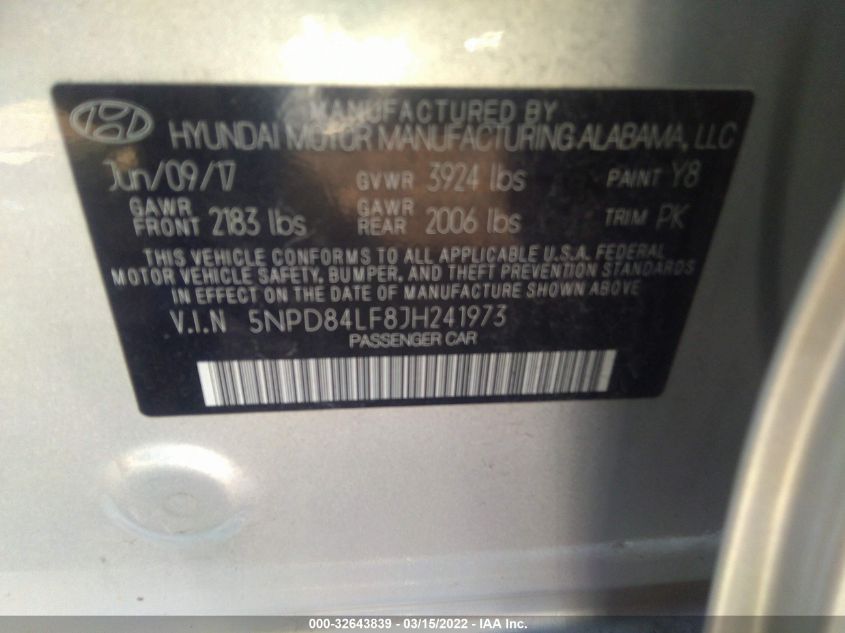 MANUFACTURED BY
HYUNDAI MOTOR MANUFACTURING ALABAMA, LLC
Jun/09/17 GVWR 3924 lbs PAINT Y8
GAWR FRONT 2183 lbs GAWR REAR 2006 lbs TRIM PK
THIS VEHICLE CONFORMS TO ALL APPLICABLE U.S.A. FEDERAL
MOTOR VEHICLE SAFETY, BUMPER, AND THEFT PREVENTION STANDARDS
IN EFFECT ON THE DATE OF MANUFACTURE SHOWN ABOVE
V.I.N 5NPD84LF8JH241973
PASSENGER CAR
000-32643839 - 03/15/2022 - IAA Inc.